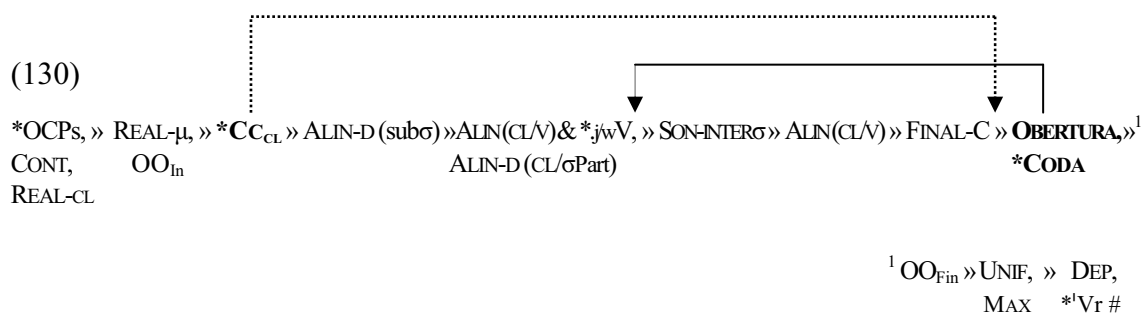 (130)
*OCPs, » REAL-μ, » *CC_CL » ALIN-D (subσ) »ALIN(CL/V)& *.j/wV, » SON-INTERσ » ALIN(CL/V) » FINAL-C » OBERTURA,»¹
CONT, OO_In ALIN-D (CL/σPart) *CODA
REAL-CL
¹ OO_Fin » UNIF, » DEP,
MAX *ˈVr #